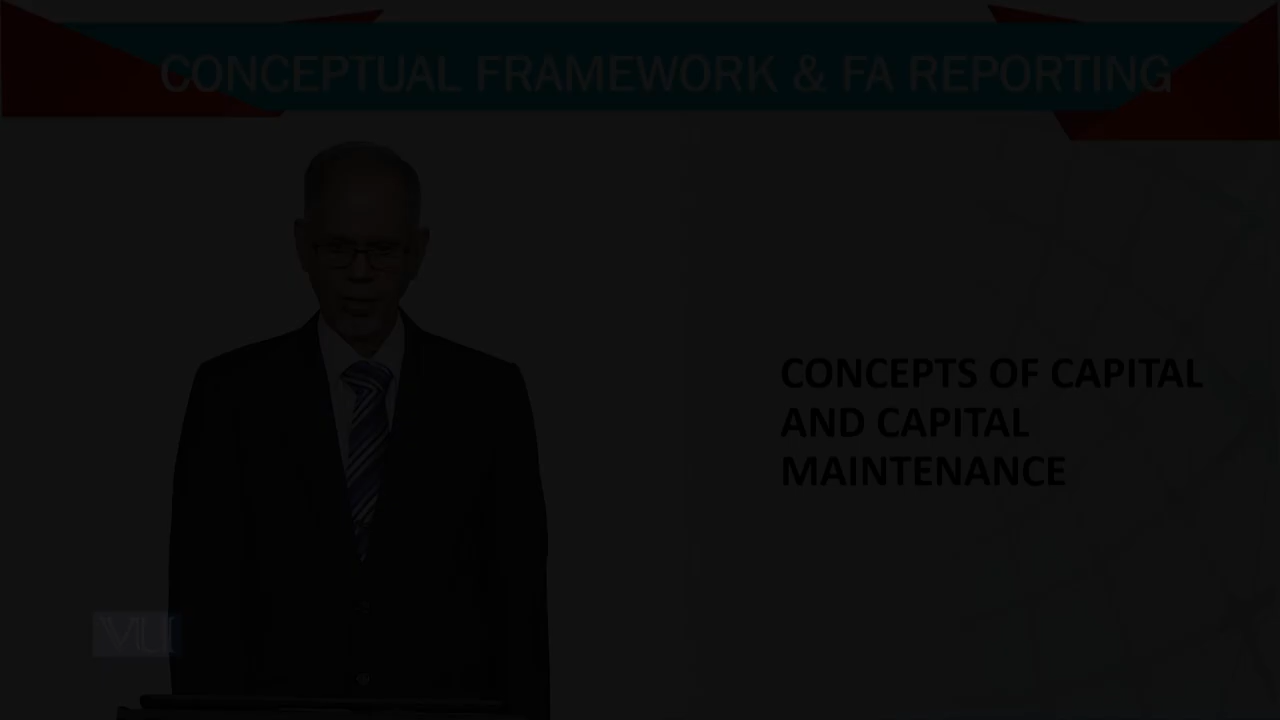 CONCEPTUAL FRAMEWORK & FA REPORTING
CONCEPTS OF CAPITAL
AND CAPITAL
MAINTENANCE
VU